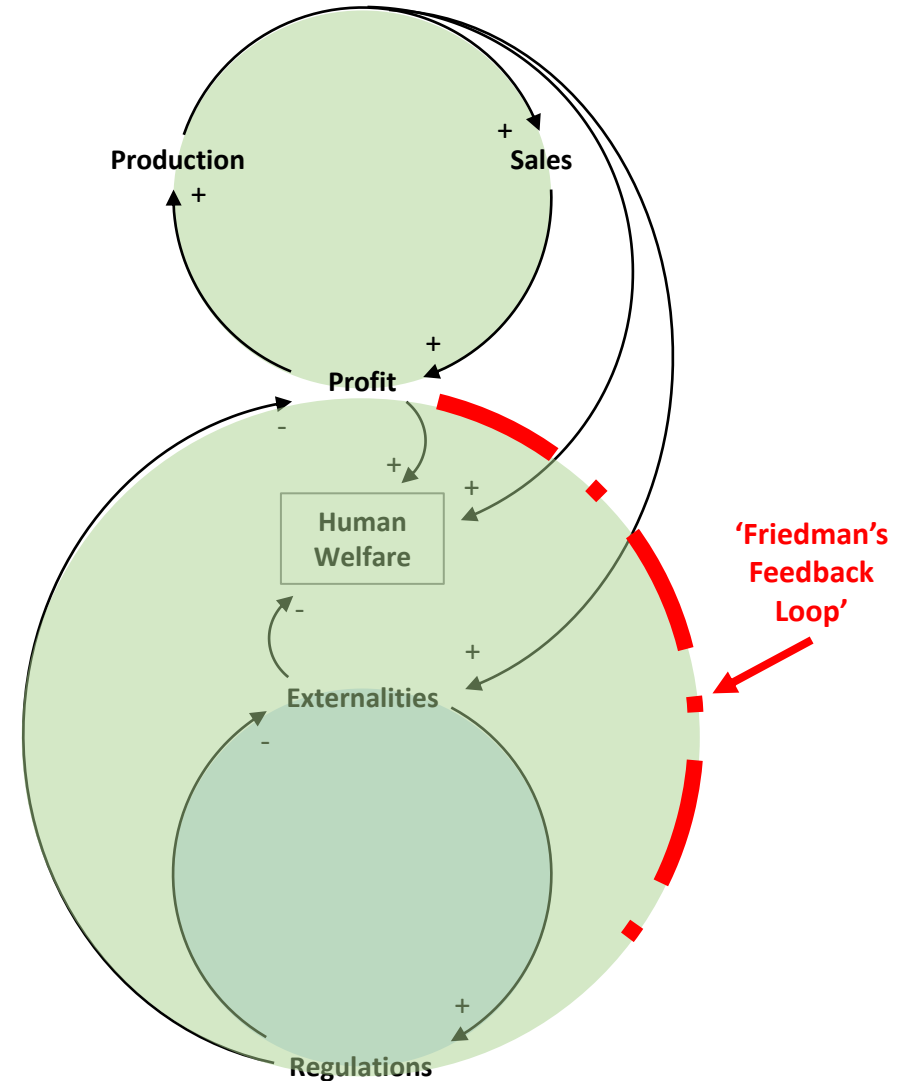 +
Production
Sales
+
+
Profit
-
+
+
Human
Welfare
'Friedman's
Feedback
Loop'
-
+
Externalities
-
+
Regulations